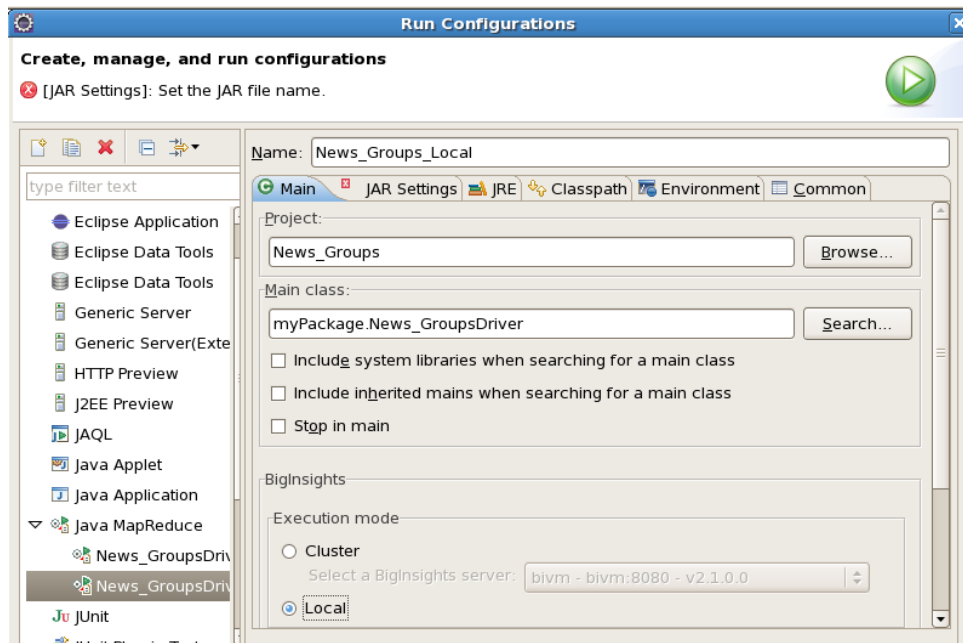 Run Configurations
Create, manage, and run configurations
[JAR Settings]: Set the JAR file name.
type filter text
Eclipse Application
Eclipse Data Tools
Eclipse Data Tools
Generic Server
Generic Server(Exte
HTTP Preview
J2EE Preview
JAQL
Java Applet
Java Application
Java MapReduce
News_GroupsDriv
News_GroupsDriv
JUnit
Name: News_Groups_Local
Main JAR Settings JRE Classpath Environment Common
Project:
News_Groups Browse...
Main class:
myPackage.News_GroupsDriver Search...
Include system libraries when searching for a main class
Include inherited mains when searching for a main class
Stop in main
BigInsights
Execution mode
Cluster
Select a BigInsights server: bivm - bivm:8080 - v2.1.0.0
Local